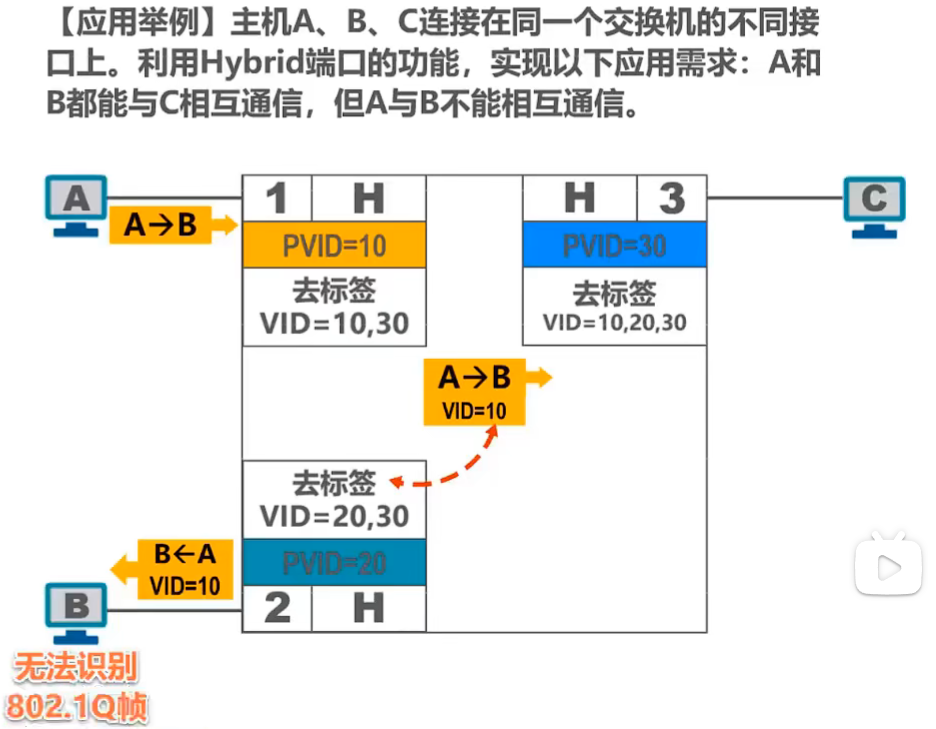 【应用举例】主机A、B、C连接在同一个交换机的不同接
口上。利用Hybrid端口的功能，实现以下应用需求：A和
B都能与C相互通信，但A与B不能相互通信。
A
1
H
H
3
C
A→B
PVID=10
PVID=30
去标签
VID=10,30
去标签
VID=10,20,30
A→B
VID=10
去标签
VID=20,30
B←A
VID=10
PVID=20
B
2
H
无法识别
802.1Q帧